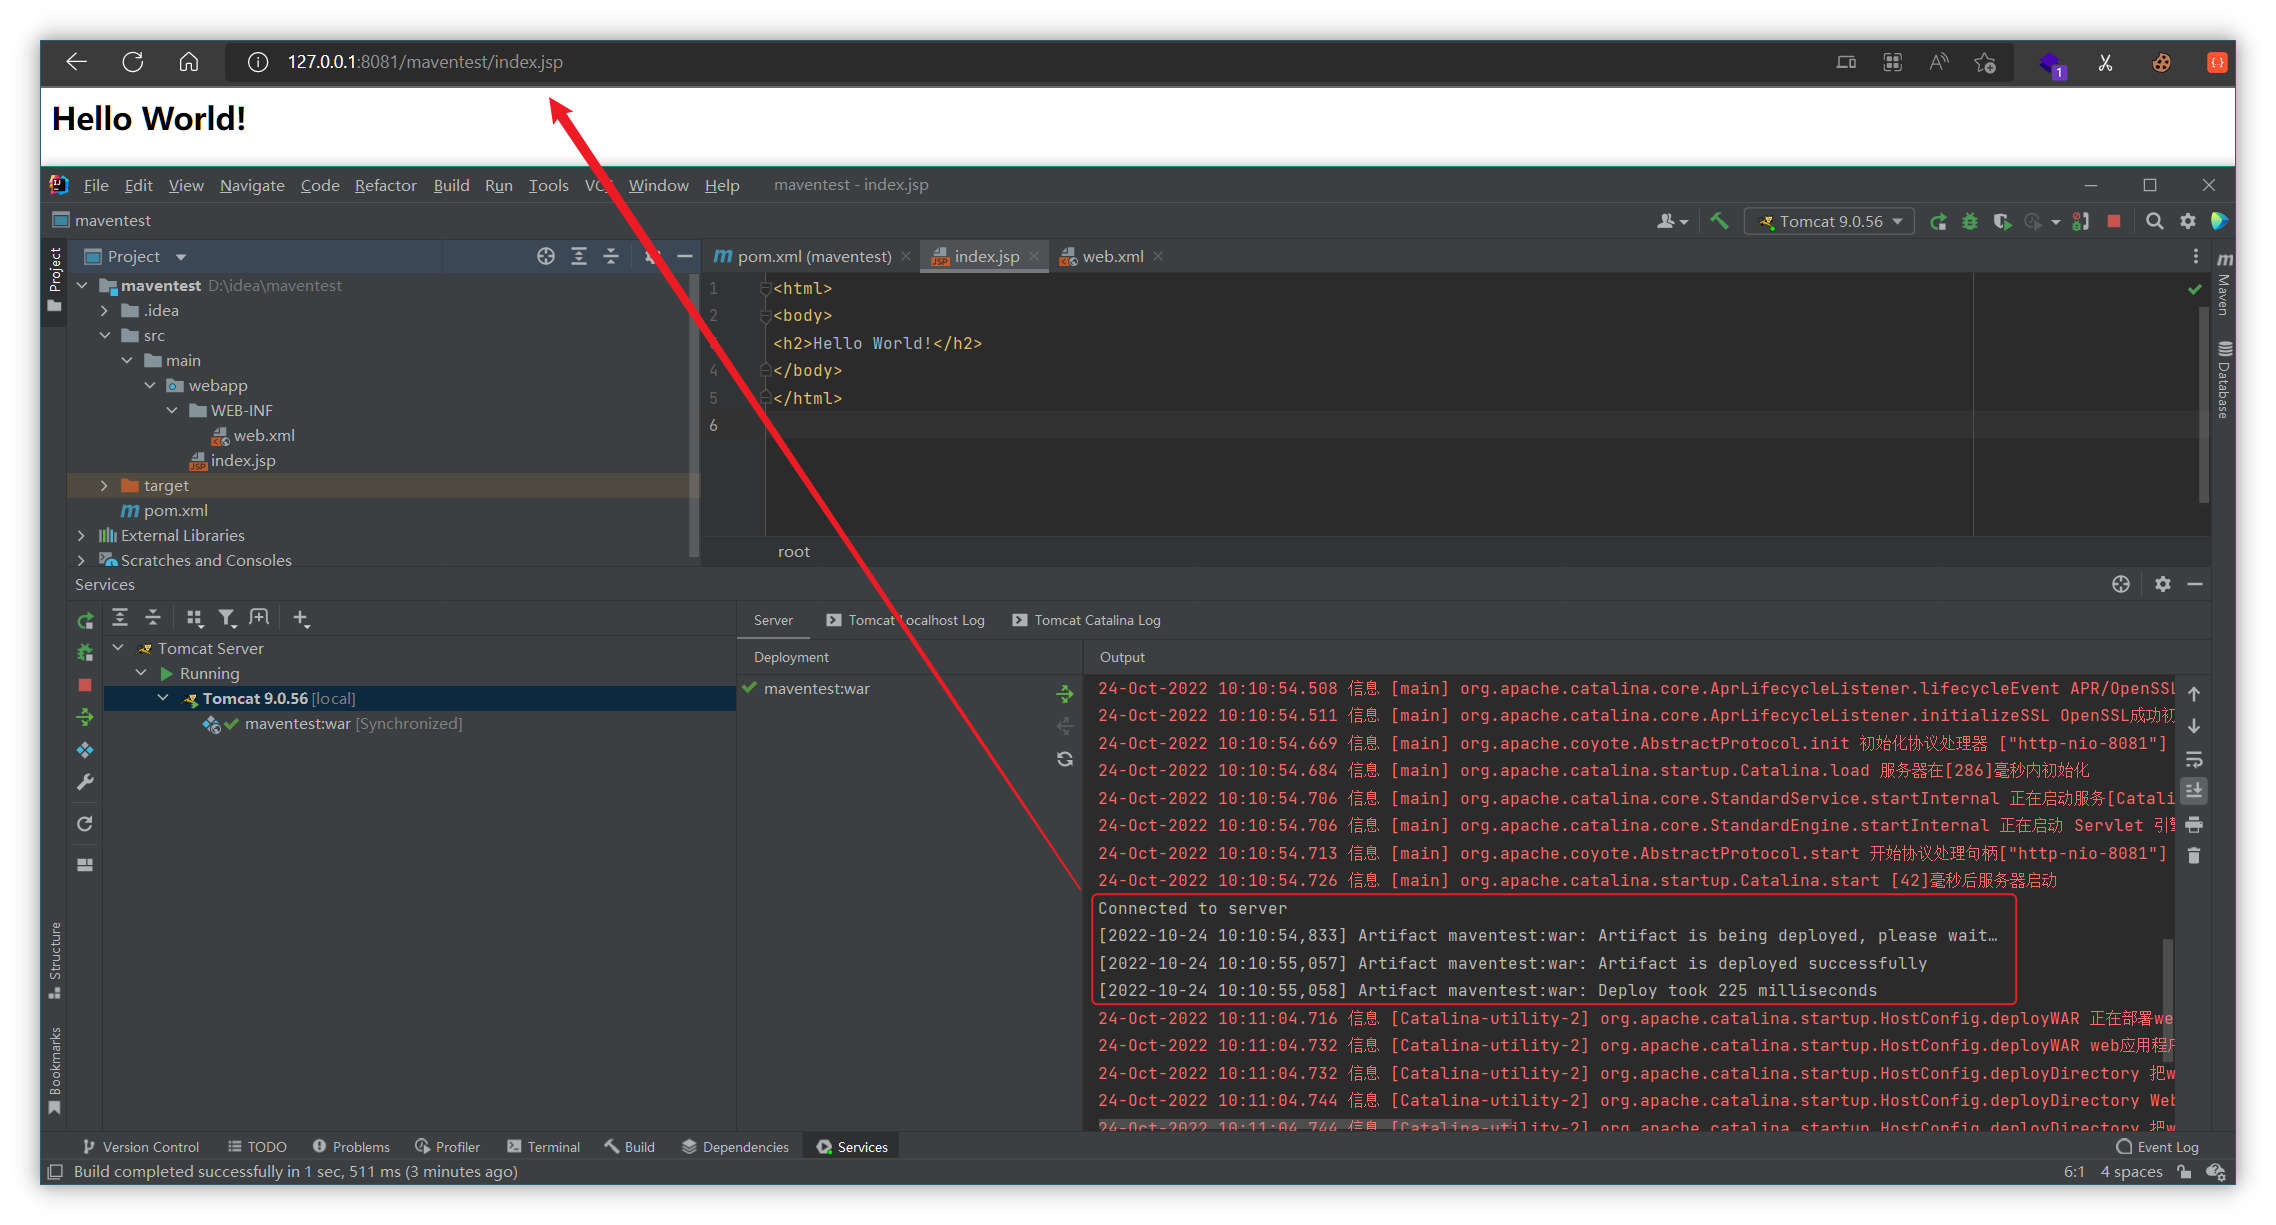 127.0.0.1:8081/maventest/index.jsp
1
Hello World!
File Edit View Navigate Code Refactor Build Run Tools Window Help maventest - index.jsp
maventest
Tomcat 9.0.56
Project
Project
maventest D:\idea\maventest
.idea
src
main
webapp
WEB-INF
web.xml
index.jsp
target
pom.xml
External Libraries
Scratches and Consoles
pom.xml (maventest)
index.jsp
web.xml
1 <html>
2 <body>
<h2>Hello World!</h2>
4 </body>
5 </html>
6
root
Maven
Database
Services
Tomcat Server
Running
Tomcat 9.0.56 [local]
maventest:war [Synchronized]
Server
Tomcat Localhost Log
Tomcat Catalina Log
Deployment
maventest:war
Output
24-Oct-2022 10:10:54.508 信息 [main] org.apache.catalina.core.AprLifecycleListener.lifecycleEvent APR/OpenSSL
24-Oct-2022 10:10:54.511 信息 [main] org.apache.catalina.core.AprLifecycleListener.initializeSSL OpenSSL成功初
24-Oct-2022 10:10:54.669 信息 [main] org.apache.coyote.AbstractProtocol.init 初始化协议处理器 ["http-nio-8081"]
24-Oct-2022 10:10:54.684 信息 [main] org.apache.catalina.startup.Catalina.load 服务器在[286]毫秒内初始化
24-Oct-2022 10:10:54.706 信息 [main] org.apache.catalina.core.StandardService.startInternal 正在启动服务[Catali
24-Oct-2022 10:10:54.706 信息 [main] org.apache.catalina.core.StandardEngine.startInternal 正在启动 Servlet 引擎
24-Oct-2022 10:10:54.713 信息 [main] org.apache.coyote.AbstractProtocol.start 开始协议处理句柄["http-nio-8081"]
24-Oct-2022 10:10:54.726 信息 [main] org.apache.catalina.startup.Catalina.start [42]毫秒后服务器启动
Connected to server
[2022-10-24 10:10:54,833] Artifact maventest:war: Artifact is being deployed, please wait…
[2022-10-24 10:10:55,057] Artifact maventest:war: Artifact is deployed successfully
[2022-10-24 10:10:55,058] Artifact maventest:war: Deploy took 225 milliseconds
24-Oct-2022 10:11:04.716 信息 [Catalina-utility-2] org.apache.catalina.startup.HostConfig.deployWAR 正在部署we
24-Oct-2022 10:11:04.732 信息 [Catalina-utility-2] org.apache.catalina.startup.HostConfig.deployWAR web应用程序
24-Oct-2022 10:11:04.732 信息 [Catalina-utility-2] org.apache.catalina.startup.HostConfig.deployDirectory 把w
24-Oct-2022 10:11:04.744 信息 [Catalina-utility-2] org.apache.catalina.startup.HostConfig.deployDirectory Web
24-Oct-2022 10:11:04.744 信息 [Catalina-utility-2] org.apache.catalina.startup.HostConfig.deployDirectory 把w
Structure
Bookmarks
Version Control
TODO
Problems
Profiler
Terminal
Build
Dependencies
Services
Event Log
Build completed successfully in 1 sec, 511 ms (3 minutes ago)
6:1 4 spaces